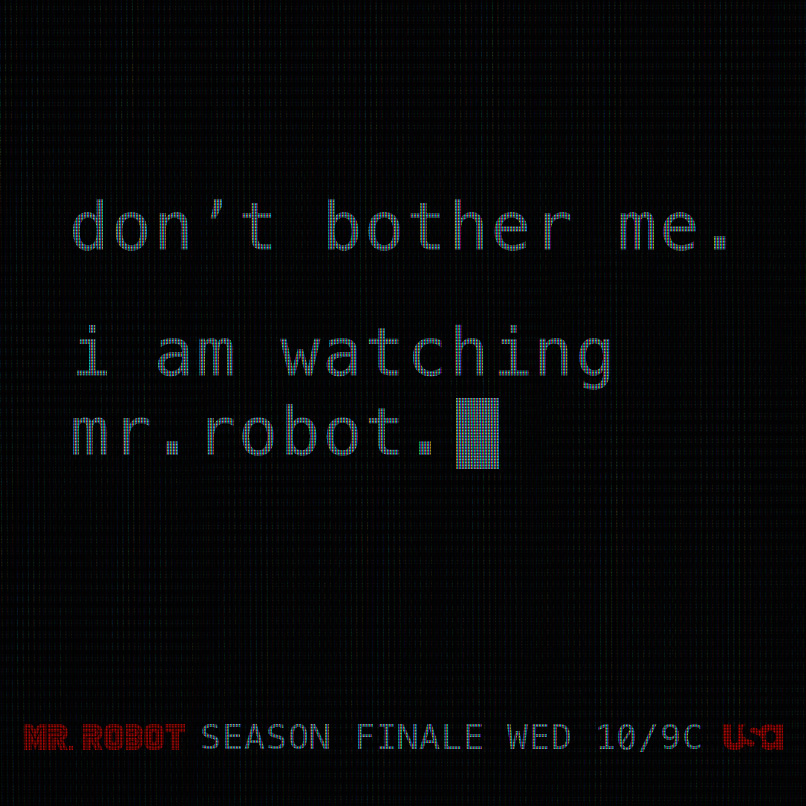 don’t bother me.
i am watching
mr.robot.
MR. ROBOT SEASON FINALE WED 10/9C usa